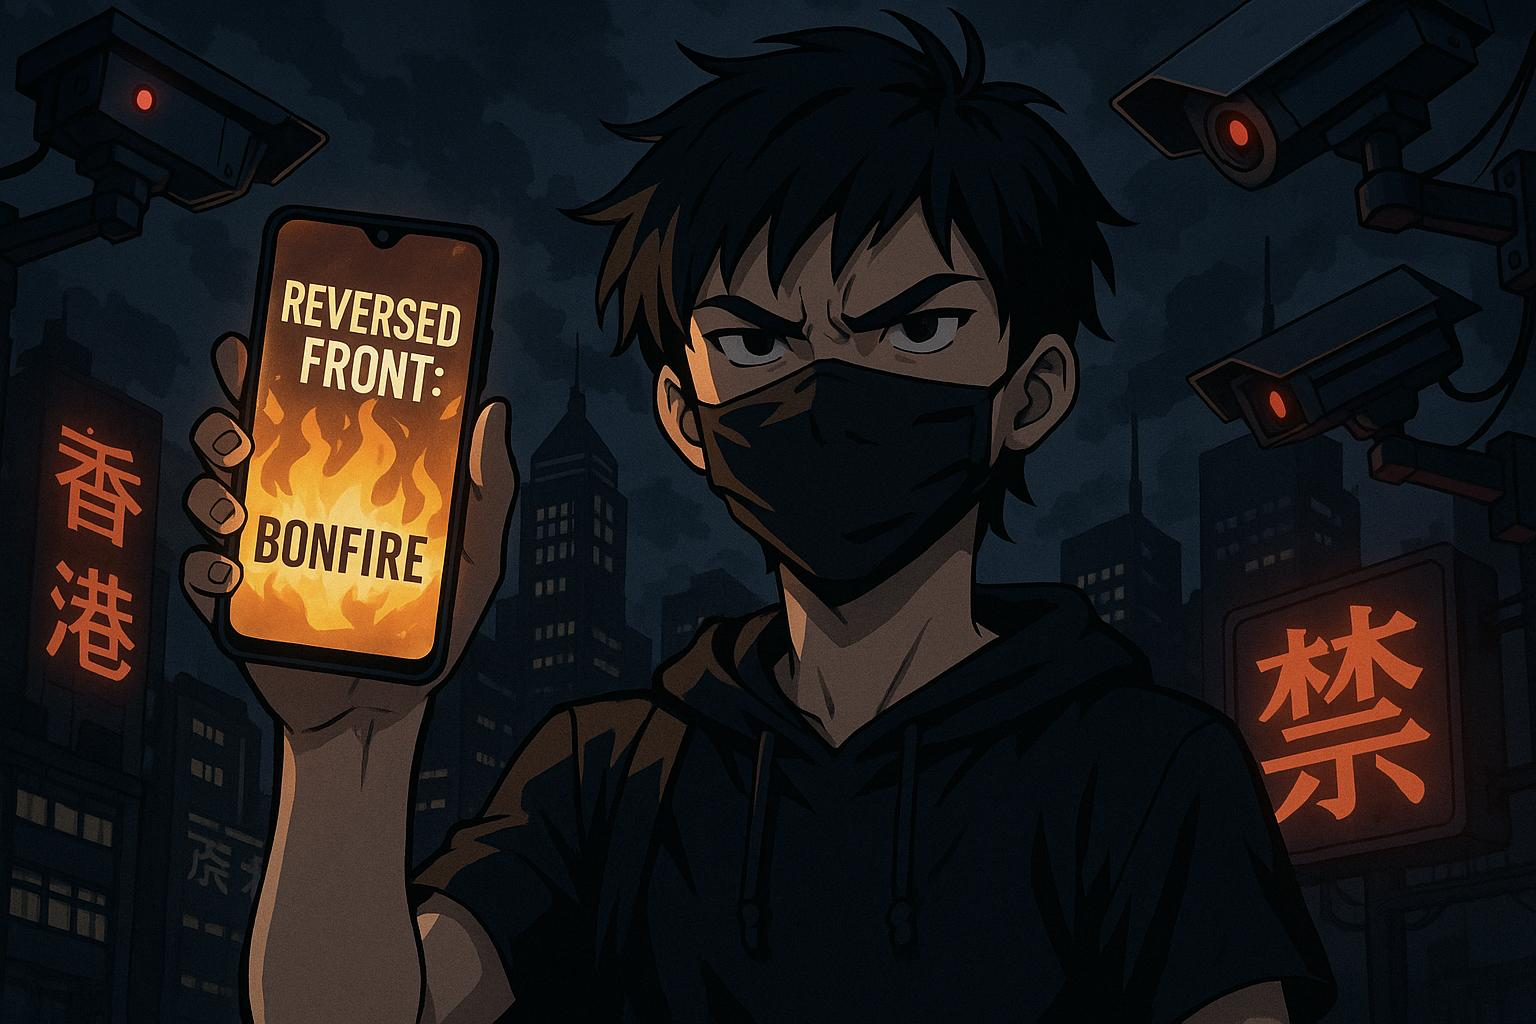 REVERSED
FRONT:
BONFIRE
香
港
禁